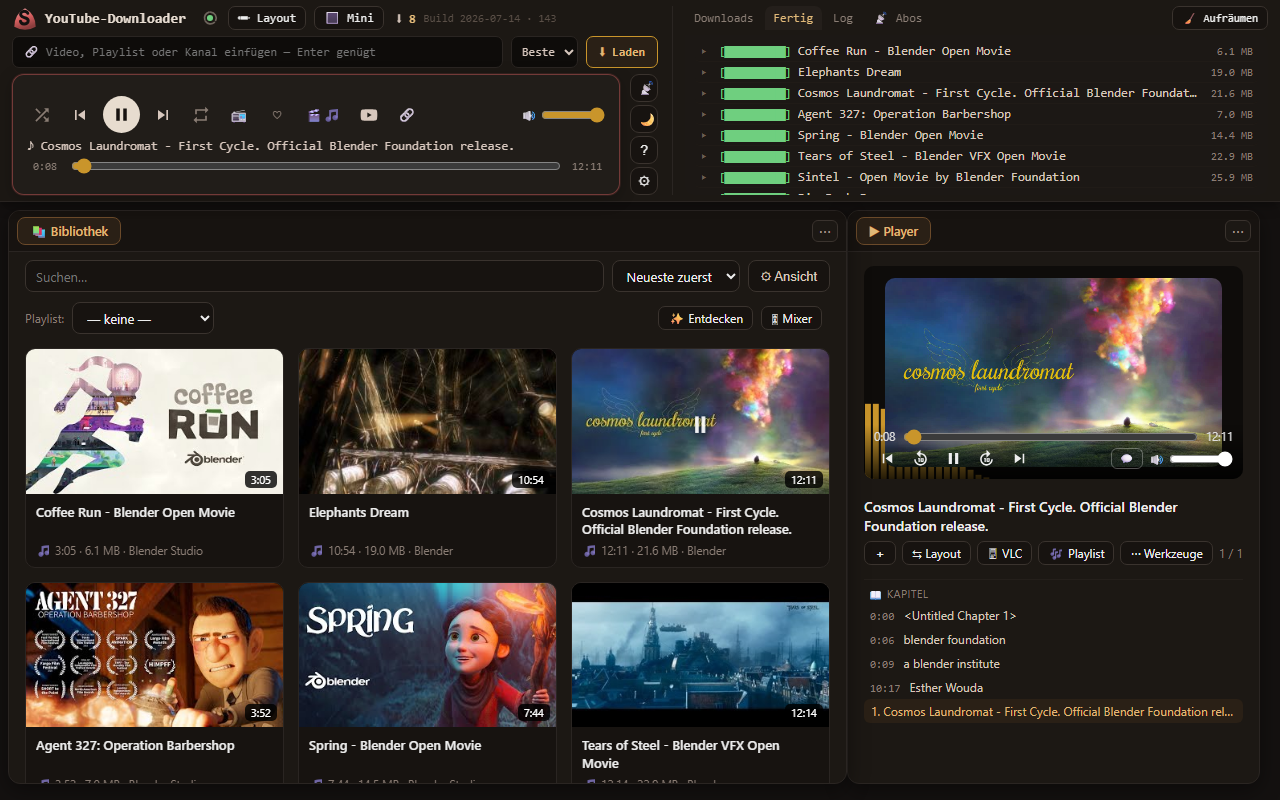 YouTube-Downloader
Layout
Mini
⬇ 8 Build 2026-07-14 · 143
Video, Playlist oder Kanal einfügen — Enter genügt
Beste
⬇ Laden
♪ Cosmos Laundromat - First Cycle. Official Blender Foundation release.
0:08
12:11
?
Downloads
Fertig
Log
Abos
Aufräumen
Coffee Run - Blender Open Movie 6.1 MB
Elephants Dream 19.0 MB
Cosmos Laundromat - First Cycle. Official Blender Foundat… 21.6 MB
Agent 327: Operation Barbershop 7.0 MB
Spring - Blender Open Movie 14.4 MB
Tears of Steel - Blender VFX Open Movie 22.9 MB
Sintel - Open Movie by Blender Foundation 25.9 MB
Bibliothek
...
Suchen...
Neueste zuerst
Ansicht
Playlist:
— keine —
Entdecken
Mixer
coffee
RUN
blender
3:05
Coffee Run - Blender Open Movie
3:05 · 6.1 MB · Blender Studio
10:54
Elephants Dream
10:54 · 19.0 MB · Blender
cosmos laundromat
first cycle
12:11
Cosmos Laundromat - First Cycle.
Official Blender Foundation release.
12:11 · 21.6 MB · Blender
AGENT 327
OPERATION BARBERSHOP
3:52
Agent 327: Operation Barbershop
SPRING
blender
7:44
Spring - Blender Open Movie
TEARS OF STEEL
12:14
Tears of Steel - Blender VFX Open
Movie
▶ Player
...
cosmos laundromat
first cycle
0:08
12:11
10
10
Cosmos Laundromat - First Cycle. Official Blender
Foundation release.
+
⇆ Layout
VLC
Playlist
··· Werkzeuge
1 / 1
KAPITEL
0:00 <Untitled Chapter 1>
0:06 blender foundation
0:09 a blender institute
10:17 Esther Wouda
1. Cosmos Laundromat - First Cycle. Official Blender Foundation rel...